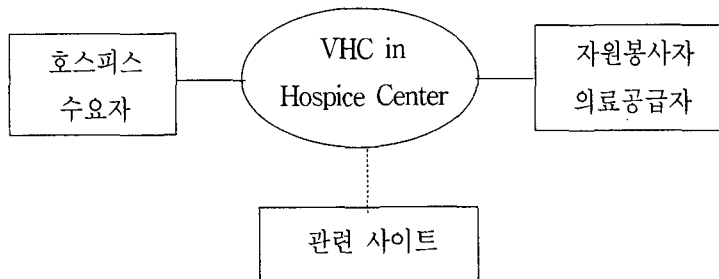 호스피스
수요자
VHC in
Hospice Center
자원봉사자
의료공급자
관련 사이트